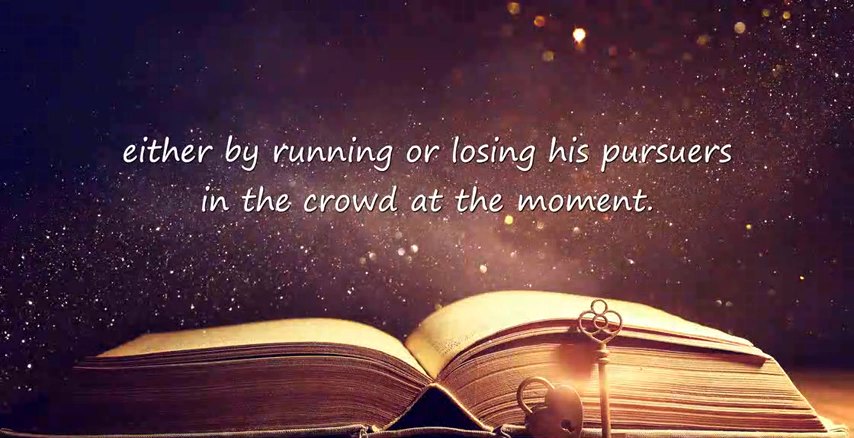 either by running or losing his pursuers
in the crowd at the moment.